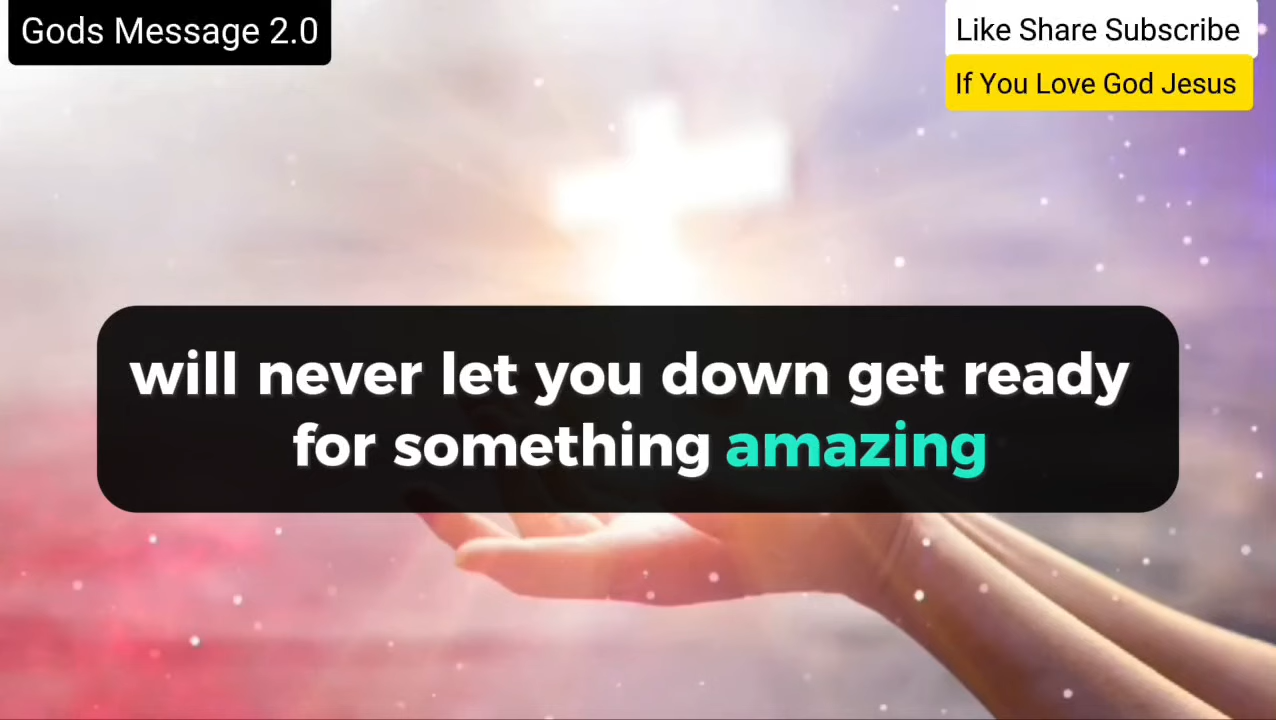 Gods Message 2.0
Like Share Subscribe
If You Love God Jesus
will never let you down get ready
for something amazing